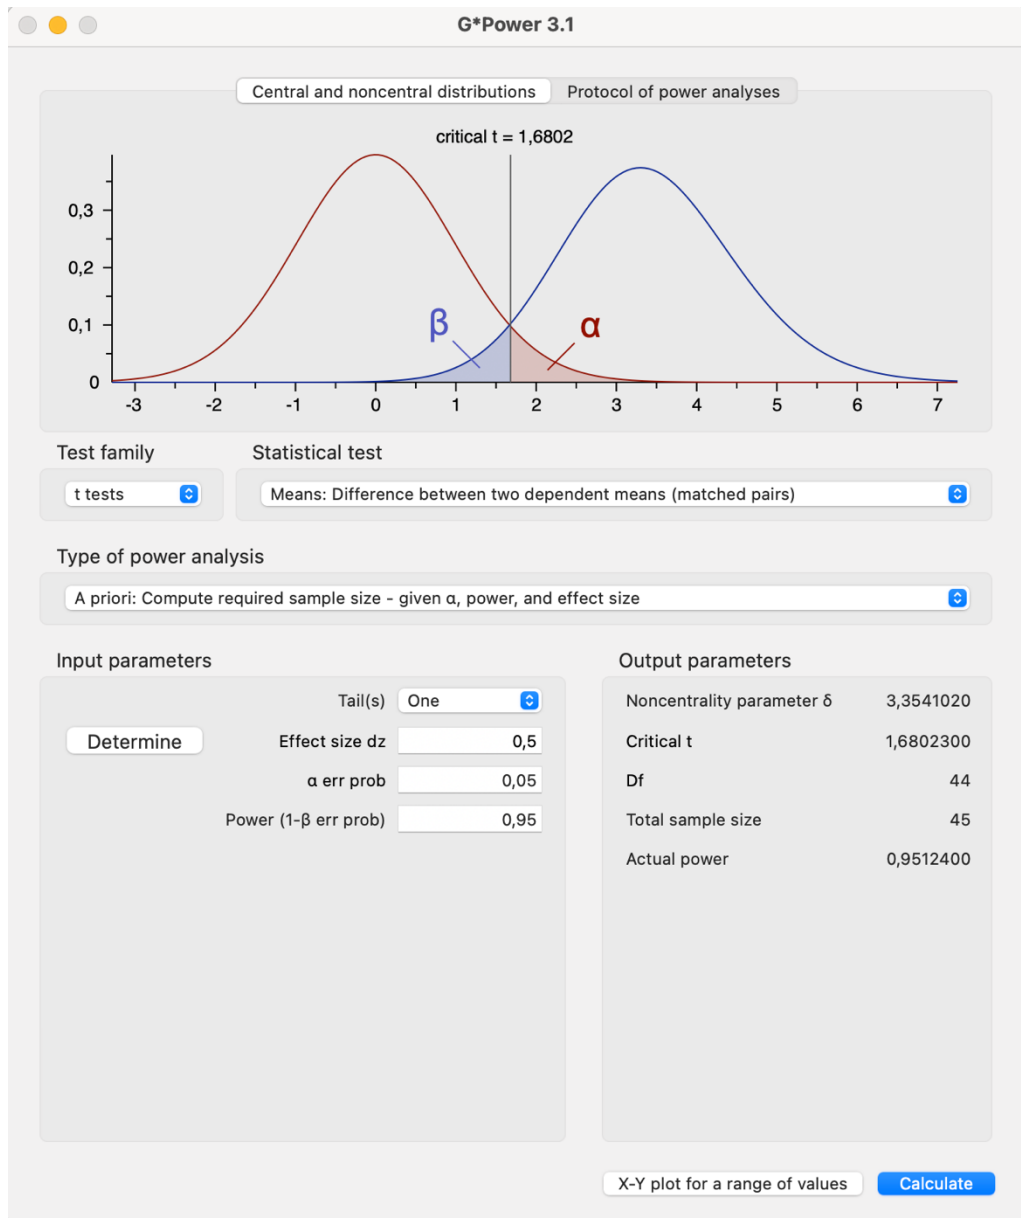 G*Power 3.1
Central and noncentral distributions Protocol of power analyses
critical t = 1,6802
0,3
0,2
0,1
0
β
α
-3 -2 -1 0 1 2 3 4 5 6 7
Test family
Statistical test
t tests
Means: Difference between two dependent means (matched pairs)
Type of power analysis
A priori: Compute required sample size - given α, power, and effect size
Input parameters
Tail(s) One
Determine Effect size dz 0,5
α err prob 0,05
Power (1-β err prob) 0,95
Output parameters
Noncentrality parameter δ 3,3541020
Critical t 1,6802300
Df 44
Total sample size 45
Actual power 0,9512400
X-Y plot for a range of values Calculate